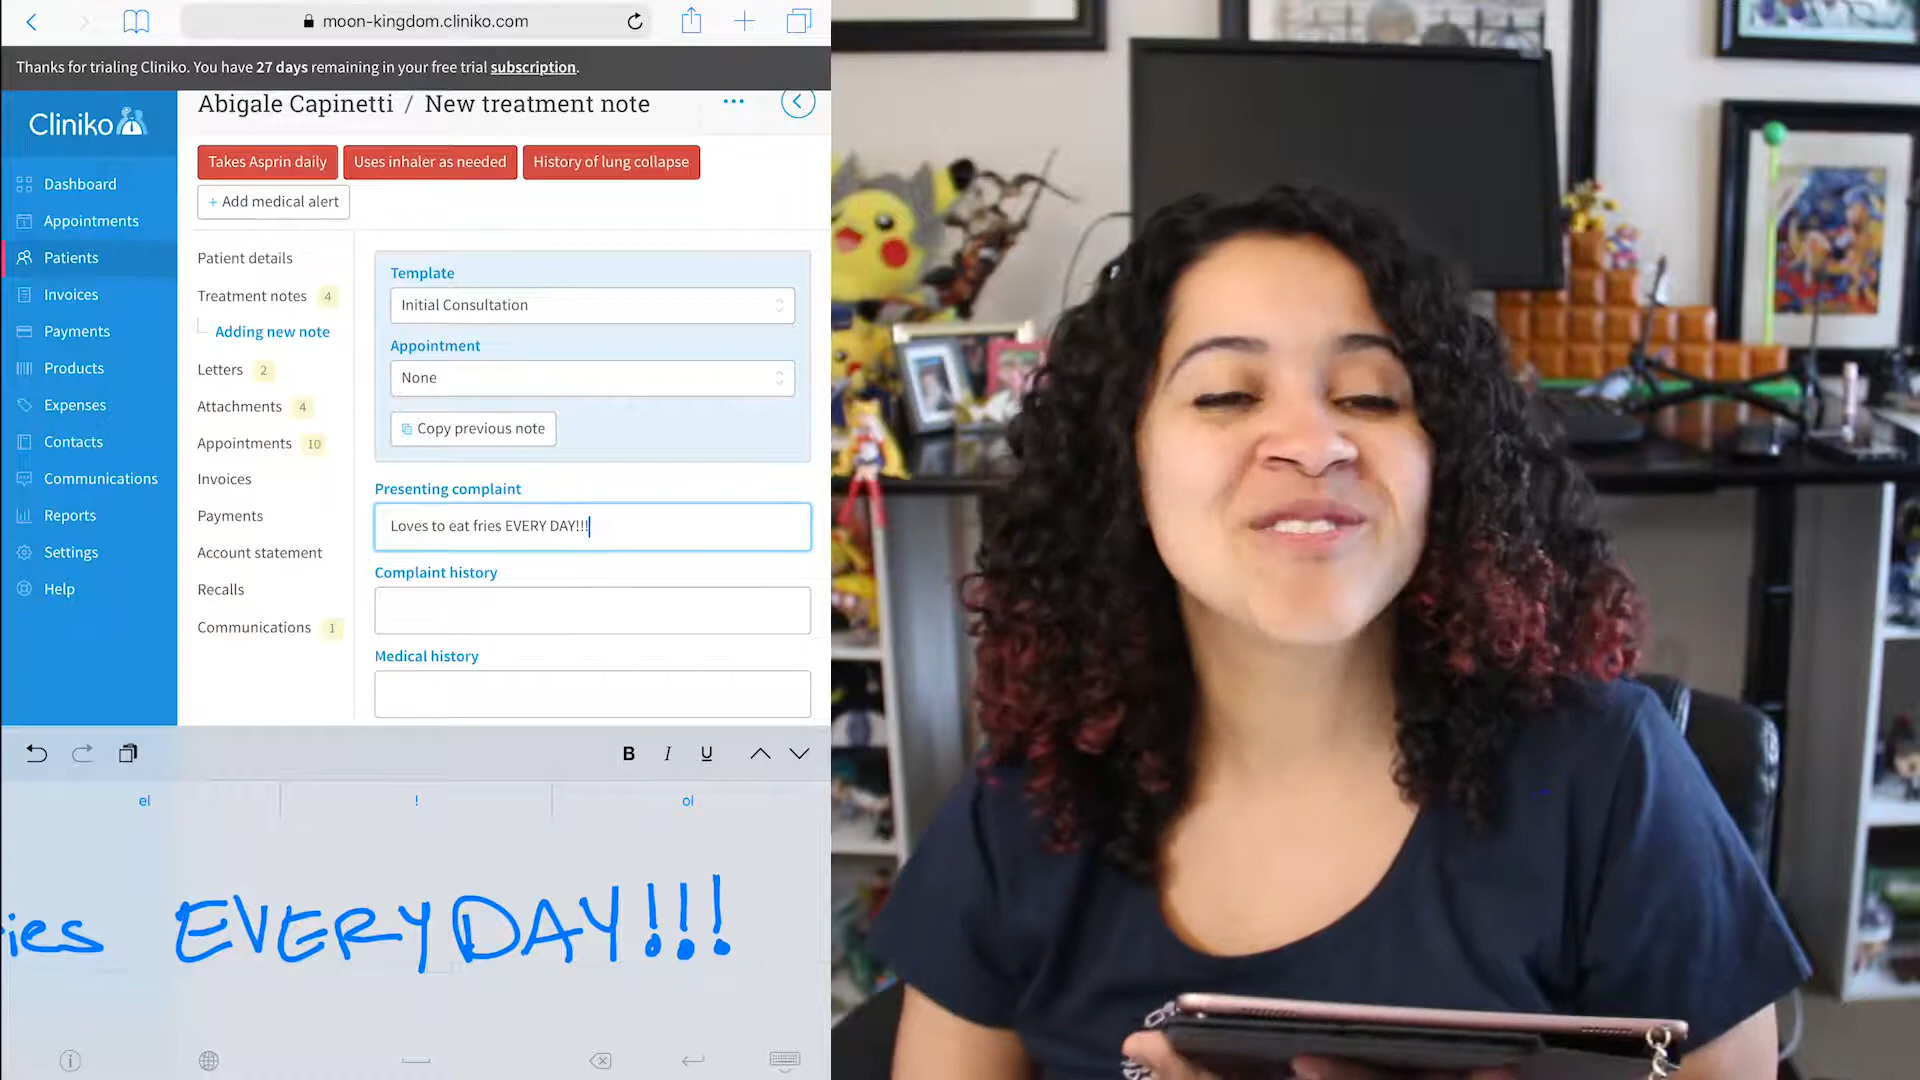 moon-kingdom.cliniko.com
Thanks for trialing Cliniko. You have 27 days remaining in your free trial subscription.
Cliniko
Dashboard
Appointments
Patients
Invoices
Payments
Products
Expenses
Contacts
Communications
Reports
Settings
Help
Abigale Capinetti / New treatment note
Takes Asprin daily
Uses inhaler as needed
History of lung collapse
+ Add medical alert
Patient details
Treatment notes 4
Adding new note
Letters 2
Attachments 4
Appointments 10
Invoices
Payments
Account statement
Recalls
Communications 1
Template
Initial Consultation
Appointment
None
Copy previous note
Presenting complaint
Loves to eat fries EVERY DAY!!!
Complaint history
Medical history
B I U
el ! ol
ies EVERY DAY!!!